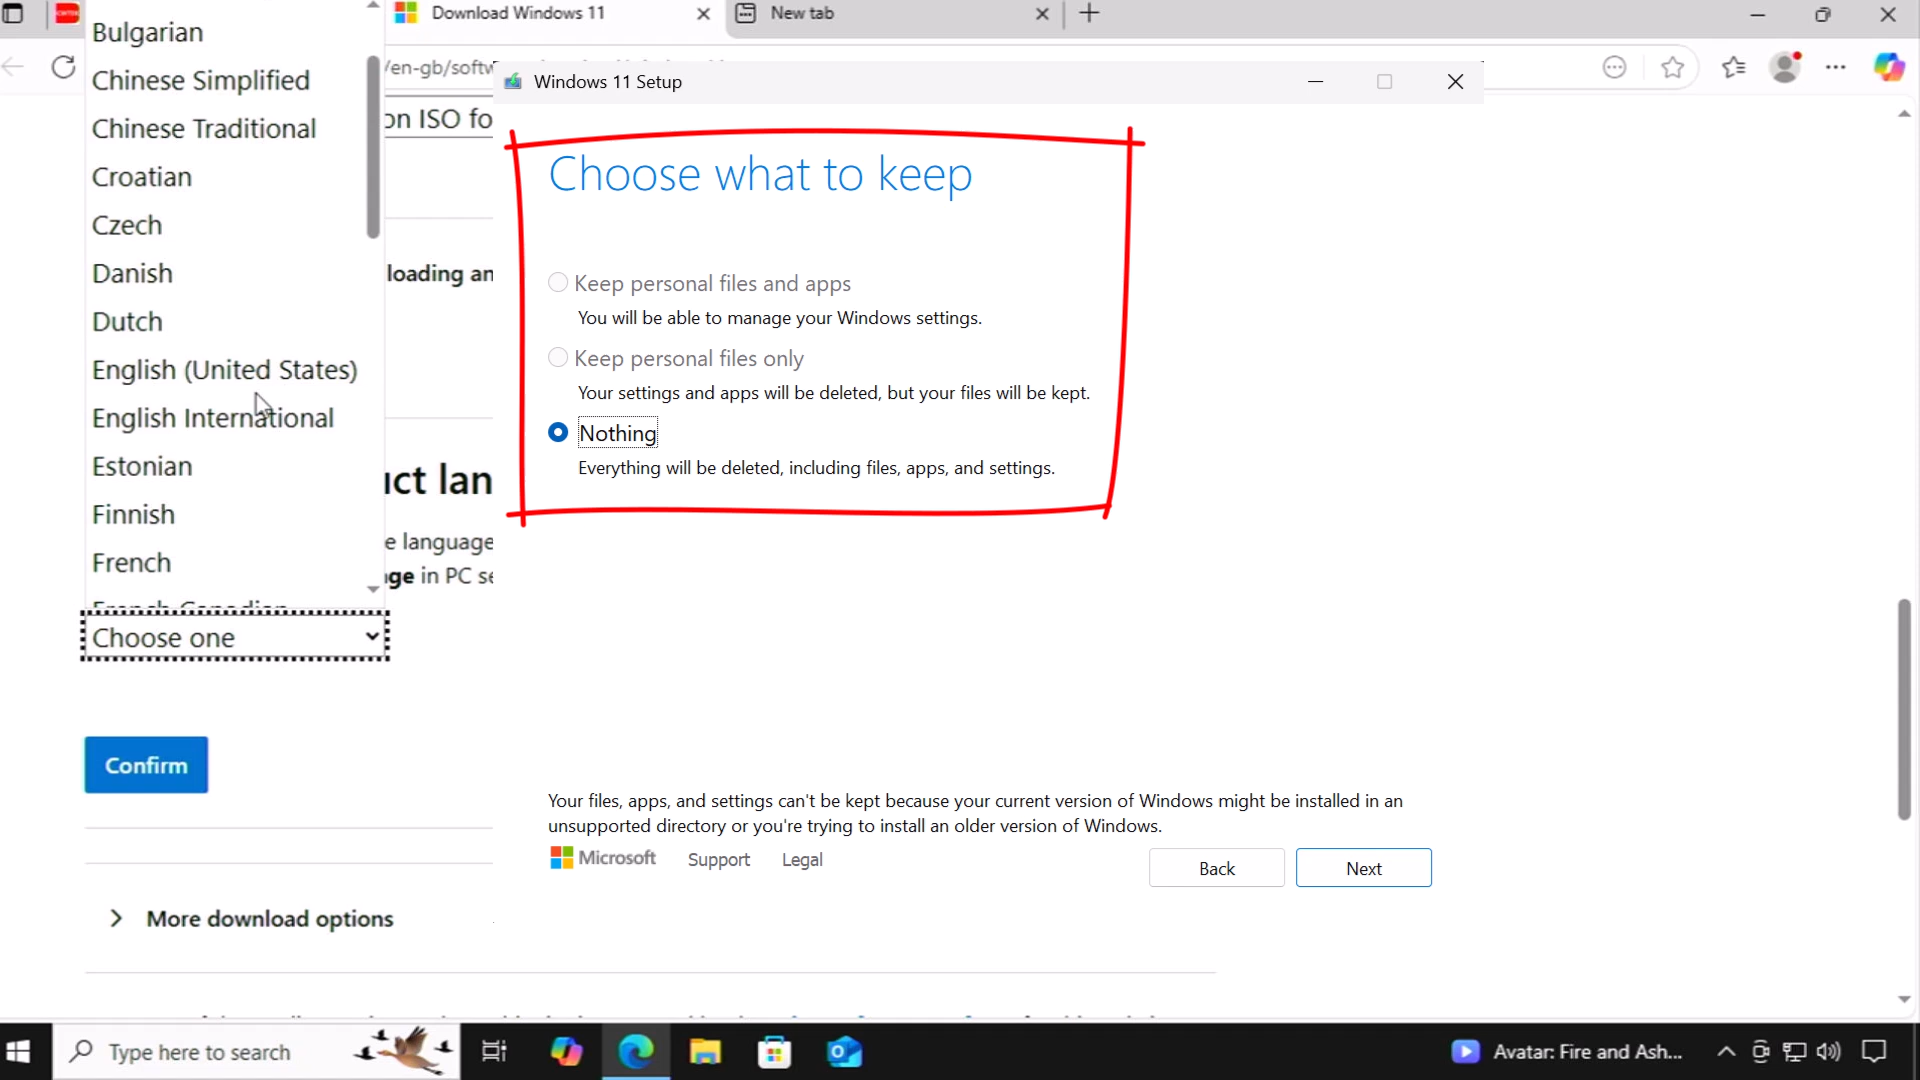 Download Windows 11
New tab
/en-gb/softw
Bulgarian
Chinese Simplified
Chinese Traditional
Croatian
Czech
Danish
Dutch
English (United States)
English International
Estonian
Finnish
French
French Canadian
Choose one
on ISO fo
loading an
uct lan
e language
ge in PC se
Confirm
More download options
Windows 11 Setup
Choose what to keep
Keep personal files and apps
You will be able to manage your Windows settings.
Keep personal files only
Your settings and apps will be deleted, but your files will be kept.
Nothing
Everything will be deleted, including files, apps, and settings.
Your files, apps, and settings can't be kept because your current version of Windows might be installed in an
unsupported directory or you're trying to install an older version of Windows.
Microsoft Support Legal
Back Next
Type here to search
Avatar: Fire and Ash...